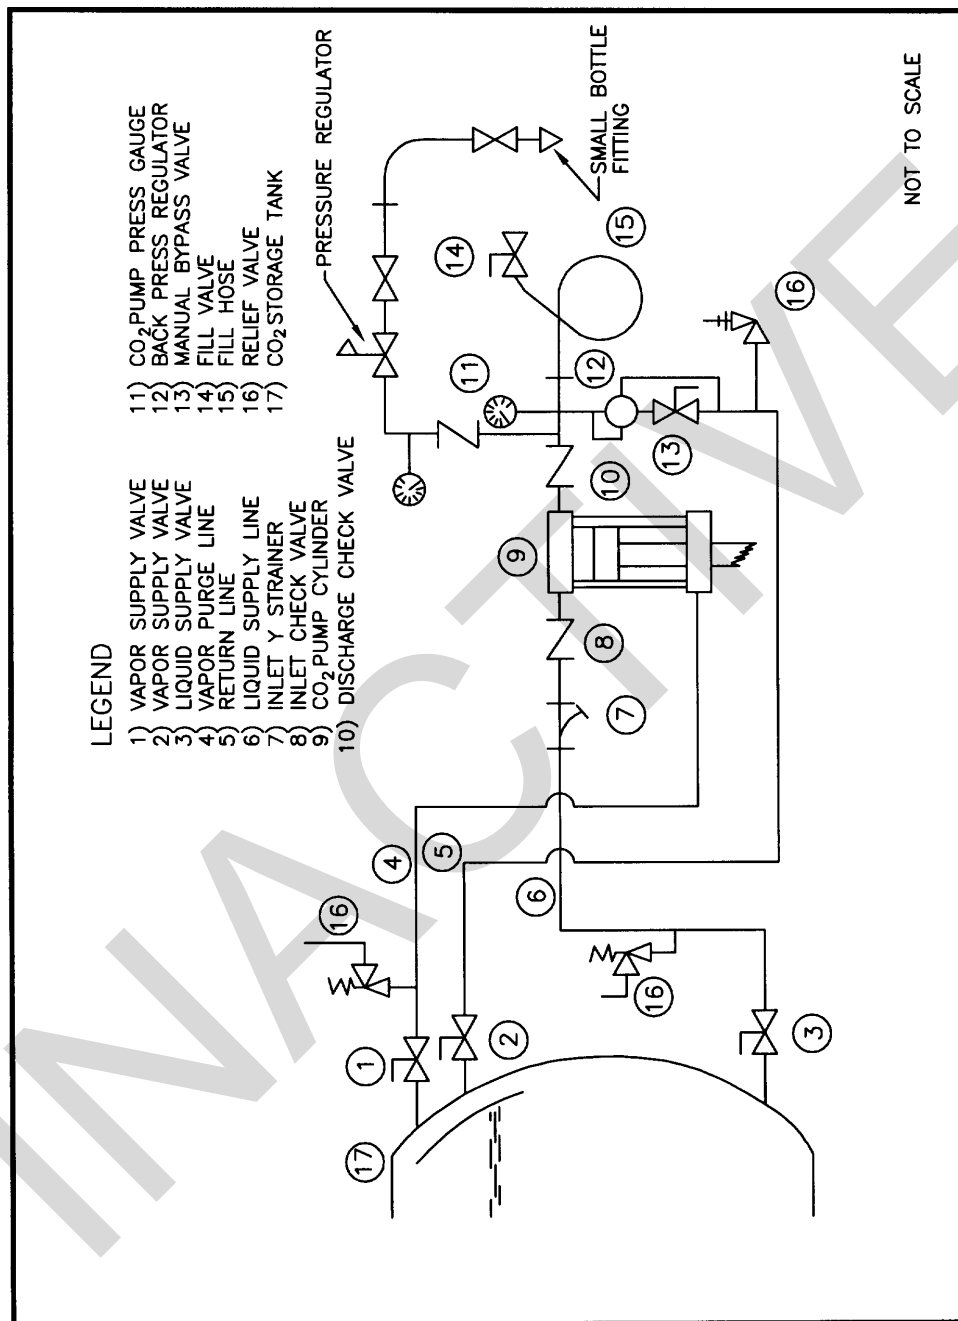 LEGEND
1) VAPOR SUPPLY VALVE
2) VAPOR SUPPLY VALVE
3) LIQUID SUPPLY VALVE
4) VAPOR PURGE LINE
5) RETURN LINE
6) LIQUID SUPPLY LINE
7) INLET Y STRAINER
8) INLET CHECK VALVE
9) CO2 PUMP CYLINDER
10) DISCHARGE CHECK VALVE
11) CO2 PUMP PRESS GAUGE
12) BACK PRESS REGULATOR
13) MANUAL BYPASS VALVE
14) FILL VALVE
15) FILL HOSE
16) RELIEF VALVE
17) CO2 STORAGE TANK
PRESSURE REGULATOR
SMALL BOTTLE
FITTING
17
1
2
16
4
5
6
16
3
7
8
9
10
11
12
13
14
15
16
NOT TO SCALE
INACTIVE